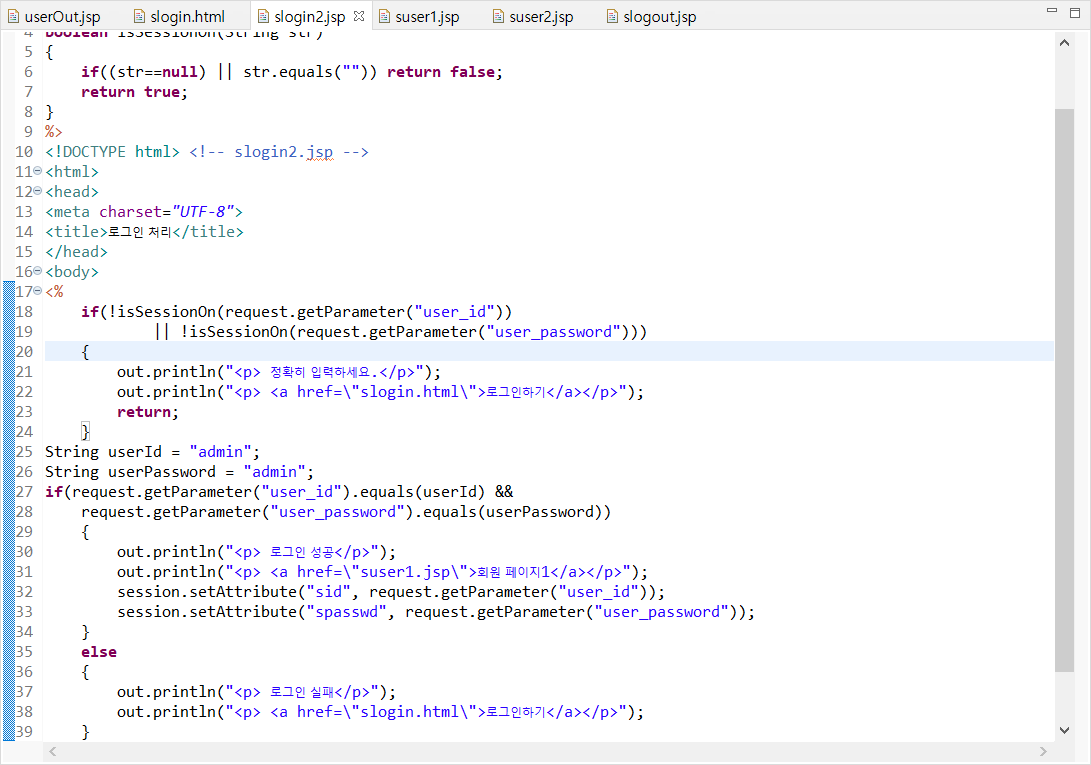 userOut.jsp slogin.html slogin2.jsp suser1.jsp suser2.jsp slogout.jsp
4 boolean isSessionOn(String str)
5 {
6 if((str==null) || str.equals("")) return false;
7 return true;
8 }
9 %>
10 <!DOCTYPE html> <!-- slogin2.jsp -->
11 <html>
12 <head>
13 <meta charset="UTF-8">
14 <title>로그인 처리</title>
15 </head>
16 <body>
17 <%
18 if(!isSessionOn(request.getParameter("user_id"))
19 || !isSessionOn(request.getParameter("user_password")))
20 {
21 out.println("<p> 정확히 입력하세요.</p>");
22 out.println("<p> <a href=\"slogin.html\">로그인하기</a></p>");
23 return;
24 }
25 String userId = "admin";
26 String userPassword = "admin";
27 if(request.getParameter("user_id").equals(userId) &&
28 request.getParameter("user_password").equals(userPassword))
29 {
30 out.println("<p> 로그인 성공</p>");
31 out.println("<p> <a href=\"suser1.jsp\">회원 페이지1</a></p>");
32 session.setAttribute("sid", request.getParameter("user_id"));
33 session.setAttribute("spasswd", request.getParameter("user_password"));
34 }
35 else
36 {
37 out.println("<p> 로그인 실패</p>");
38 out.println("<p> <a href=\"slogin.html\">로그인하기</a></p>");
39 }